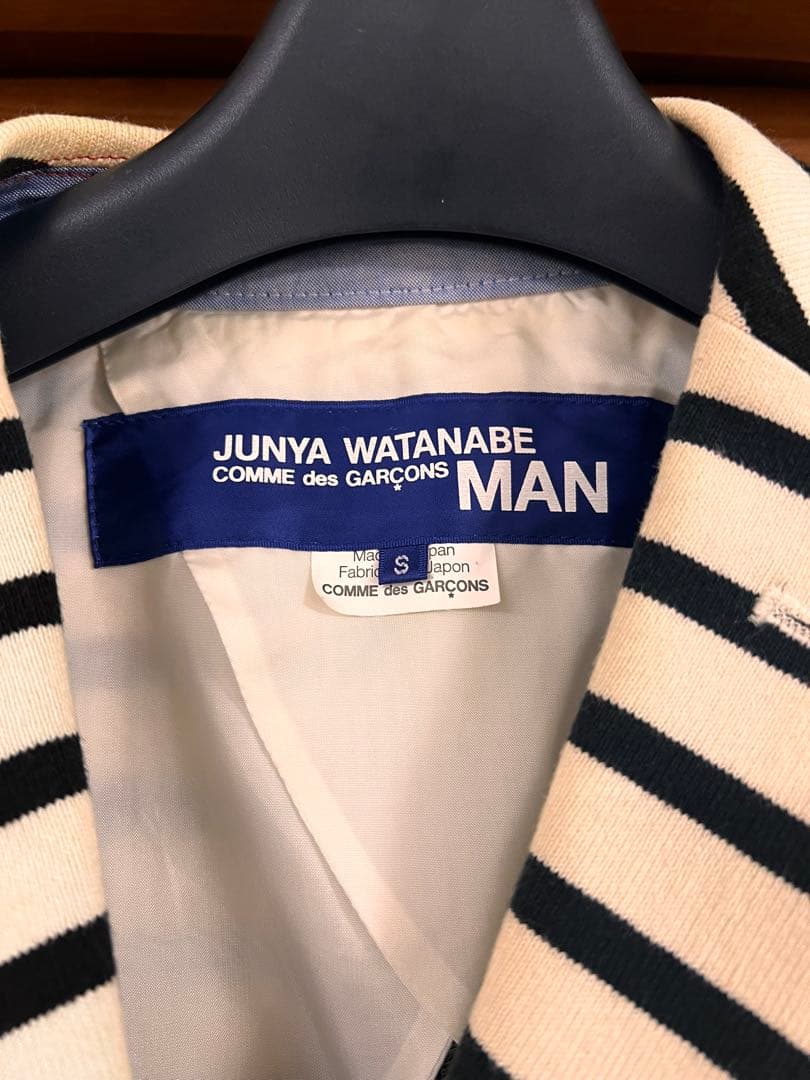 JUNYA WATANABE
COMME des GARÇONS MAN
S
COMME des GARÇONS